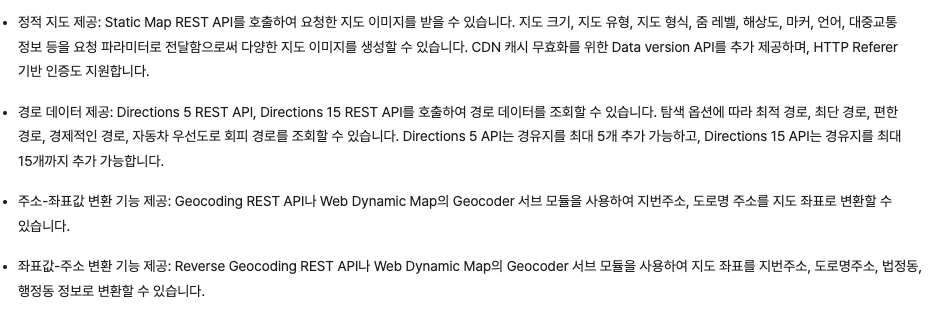 • 정적 지도 제공: Static Map REST API를 호출하여 요청한 지도 이미지를 받을 수 있습니다. 지도 크기, 지도 유형, 지도 형식, 줌 레벨, 해상도, 마커, 언어, 대중교통
정보 등을 요청 파라미터로 전달함으로써 다양한 지도 이미지를 생성할 수 있습니다. CDN 캐시 무효화를 위한 Data version API를 추가 제공하며, HTTP Referer
기반 인증도 지원합니다.
• 경로 데이터 제공: Directions 5 REST API, Directions 15 REST API를 호출하여 경로 데이터를 조회할 수 있습니다. 탐색 옵션에 따라 최적 경로, 최단 경로, 편한
경로, 경제적인 경로, 자동차 우선도로 회피 경로를 조회할 수 있습니다. Directions 5 API는 경유지를 최대 5개 추가 가능하고, Directions 15 API는 경유지를 최대
15개까지 추가 가능합니다.
• 주소-좌표값 변환 기능 제공: Geocoding REST API나 Web Dynamic Map의 Geocoder 서브 모듈을 사용하여 지번주소, 도로명 주소를 지도 좌표로 변환할 수
있습니다.
• 좌표값-주소 변환 기능 제공: Reverse Geocoding REST API나 Web Dynamic Map의 Geocoder 서브 모듈을 사용하여 지도 좌표를 지번주소, 도로명주소, 법정동,
행정동 정보로 변환할 수 있습니다.